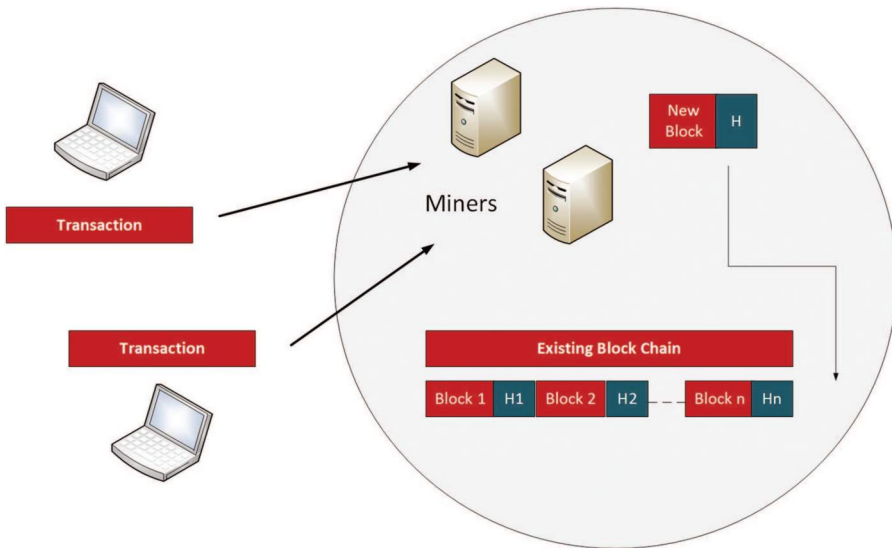 Transaction
Transaction
Miners
New
Block
H
Existing Block Chain
Block 1 H1 Block 2 H2 Block n Hn